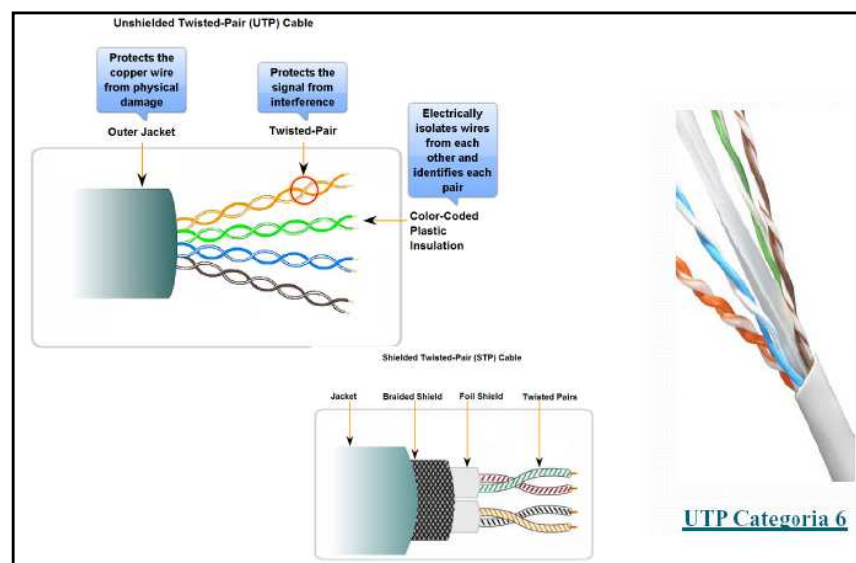 Unshielded Twisted-Pair (UTP) Cable
Protects the
copper wire
from physical
damage
Protects the
signal from
interference
Outer Jacket
Twisted-Pair
Electrically
isolates wires
from each
other and
identifies each
pair
Color-Coded
Plastic
Insulation
Shielded Twisted-Pair (STP) Cable
Jacket
Braided Shield
Foil Shield
Twisted Pairs
UTP Categoria 6